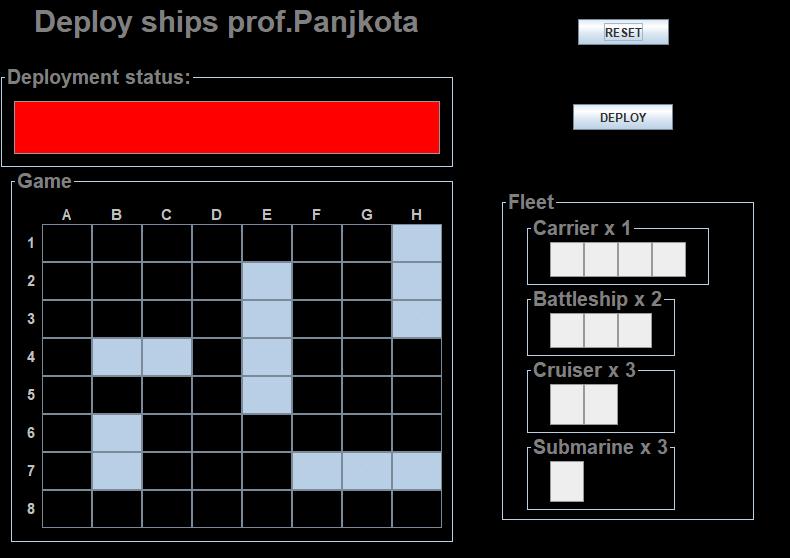 Deploy ships prof.Panjkota
RESET
Deployment status:
DEPLOY
Game
A B C D E F G H
1
2
3
4
5
6
7
8
Fleet
Carrier x 1
Battleship x 2
Cruiser x 3
Submarine x 3